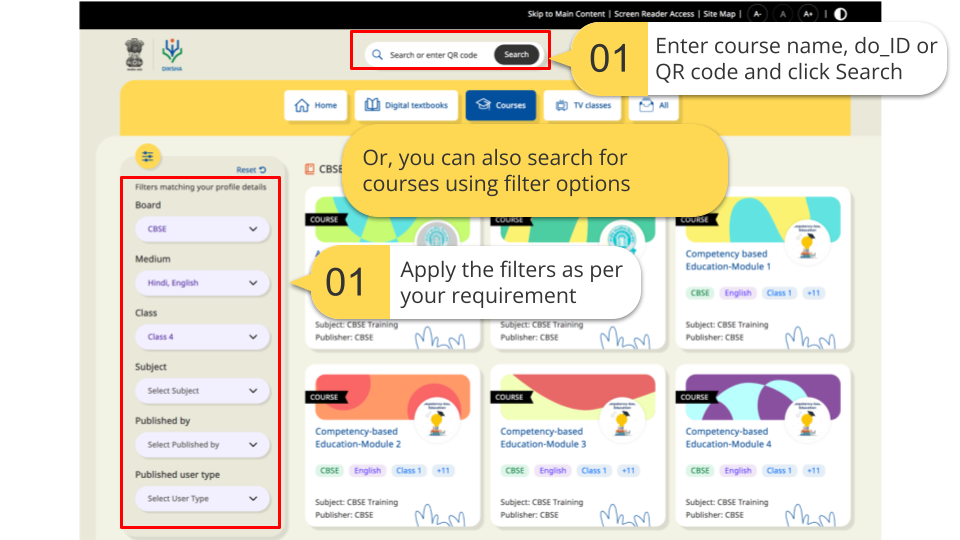 Skip to Main Content | Screen Reader Access | Site Map | A- A A+ |
DIKSHA
Search or enter QR code Search
01
Enter course name, do_ID or
QR code and click Search
Home Digital textbooks Courses TV classes All
Or, you can also search for
courses using filter options
Reset
Filters matching your profile details
Board
CBSE
Medium
Hindi, English
Class
Class 4
Subject
Select Subject
Published by
Select Published by
Published user type
Select User Type
01
Apply the filters as per
your requirement
CBSE
COURSE
Subject: CBSE Training
Publisher: CBSE
COURSE
Subject: CBSE Training
Publisher: CBSE
COURSE
Competency based
Education-Module 1
CBSE English Class 1 +11
Subject: CBSE Training
Publisher: CBSE
COURSE
Competency-based
Education-Module 2
CBSE English Class 1 +11
Subject: CBSE Training
Publisher: CBSE
COURSE
Competency-based
Education-Module 3
CBSE English Class 1 +11
Subject: CBSE Training
Publisher: CBSE
COURSE
Competency-based
Education-Module 4
CBSE English Class 1 +11
Subject: CBSE Training
Publisher: CBSE